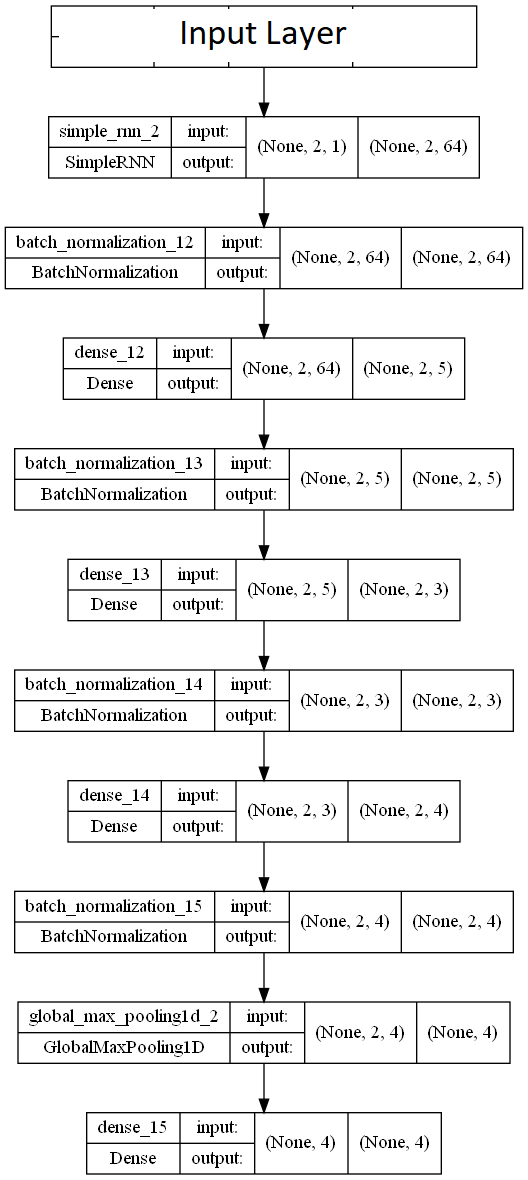 Input Layer
simple_rnn_2 input: (None, 2, 1) (None, 2, 64)
SimpleRNN output:
batch_normalization_12 input: (None, 2, 64) (None, 2, 64)
BatchNormalization output:
dense_12 input: (None, 2, 64) (None, 2, 5)
Dense output:
batch_normalization_13 input: (None, 2, 5) (None, 2, 5)
BatchNormalization output:
dense_13 input: (None, 2, 5) (None, 2, 3)
Dense output:
batch_normalization_14 input: (None, 2, 3) (None, 2, 3)
BatchNormalization output:
dense_14 input: (None, 2, 3) (None, 2, 4)
Dense output:
batch_normalization_15 input: (None, 2, 4) (None, 2, 4)
BatchNormalization output:
global_max_pooling1d_2 input: (None, 2, 4) (None, 4)
GlobalMaxPooling1D output:
dense_15 input: (None, 4) (None, 4)
Dense output: